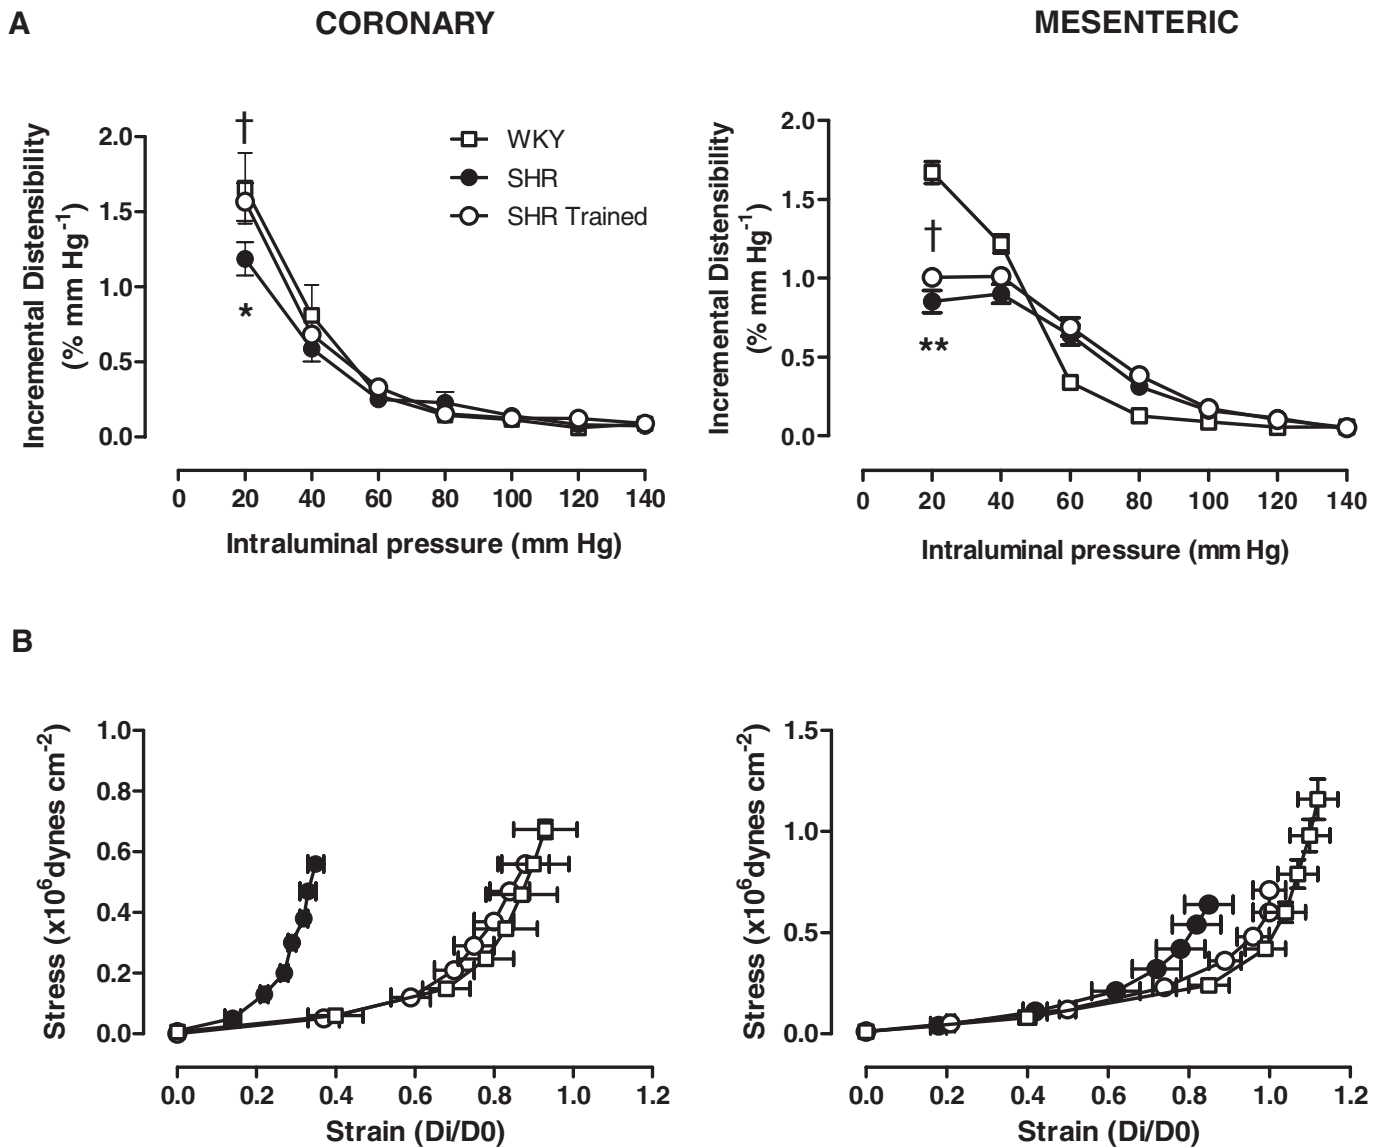 A
CORONARY
MESENTERIC
Incremental Distensibility
(% mm Hg-1)
2.0
1.5
1.0
0.5
0.0
†
*
WKY
SHR
SHR Trained
0 20 40 60 80 100 120 140
Intraluminal pressure (mm Hg)
Incremental Distensibility
(% mm Hg-1)
2.0
1.5
1.0
0.5
0.0
†
**
0 20 40 60 80 100 120 140
Intraluminal pressure (mm Hg)
B
Stress (x10⁶dynes cm-2)
1.0
0.8
0.6
0.4
0.2
0.0
0.0 0.2 0.4 0.6 0.8 1.0 1.2
Strain (Di/D0)
Stress (x10⁶dynes cm-2)
1.5
1.0
0.5
0.0
0.0 0.2 0.4 0.6 0.8 1.0 1.2
Strain (Di/D0)